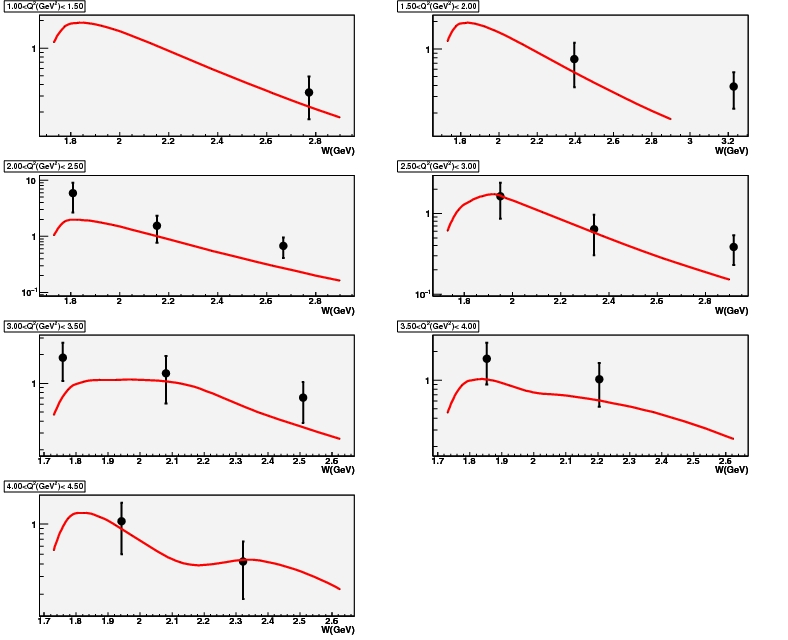 1.00<Q²(GeV²)< 1.50
1
1.8 2 2.2 2.4 2.6 2.8
W(GeV)
1.50<Q²(GeV²)< 2.00
1
1.8 2 2.2 2.4 2.6 2.8 3 3.2
W(GeV)
2.00<Q²(GeV²)< 2.50
10
1
10⁻¹
1.8 2 2.2 2.4 2.6 2.8
W(GeV)
2.50<Q²(GeV²)< 3.00
1
10⁻¹
1.8 2 2.2 2.4 2.6 2.8
W(GeV)
3.00<Q²(GeV²)< 3.50
1
1.7 1.8 1.9 2 2.1 2.2 2.3 2.4 2.5 2.6
W(GeV)
3.50<Q²(GeV²)< 4.00
1
1.7 1.8 1.9 2 2.1 2.2 2.3 2.4 2.5 2.6
W(GeV)
4.00<Q²(GeV²)< 4.50
1
1.7 1.8 1.9 2 2.1 2.2 2.3 2.4 2.5 2.6
W(GeV)